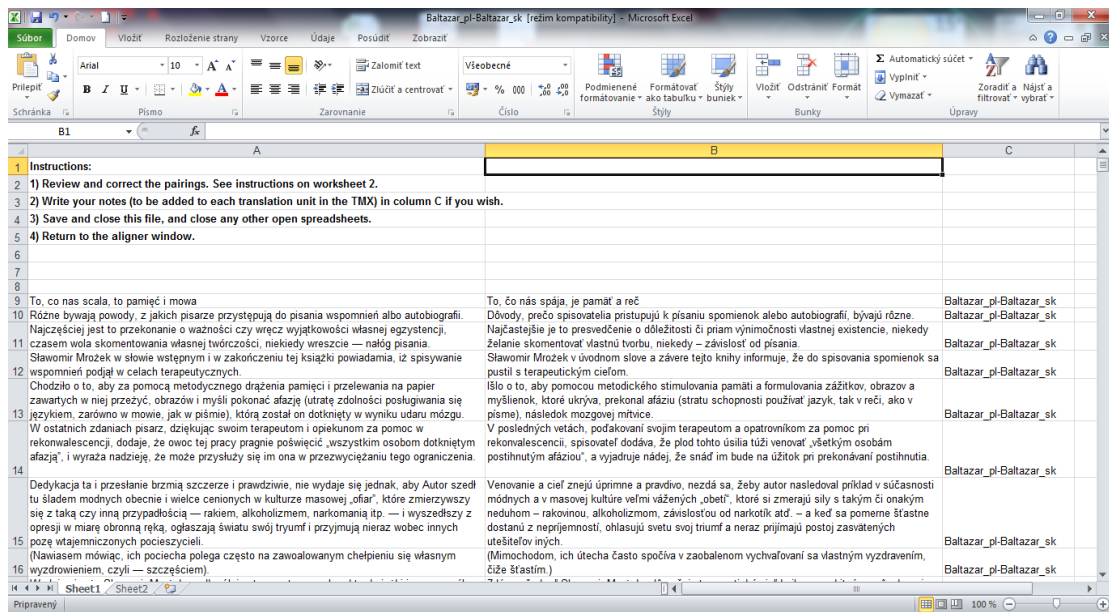 Baltazar_pl-Baltazar_sk [režim kompatibility] - Microsoft Excel
Súbor Domov Vložiť Rozloženie strany Vzorce Údaje Posúdiť Zobraziť
Prilepiť
Arial 10
Zalomiť text
Všeobecné
B I U
Zlúčiť a centrovať
% 000
Podmienené formátovanie
Formátovať ako tabuľku
Štýly buniek
Vložiť Odstrániť Formát
Automatický súčet
Vyplniť
Vymazať
Zoradiť a filtrovať
Nájsť a vybrať
Schránka Písmo Zarovnanie Číslo Štýly Bunky Úpravy
B1 fx
A B C
1 Instructions:
2 1) Review and correct the pairings. See instructions on worksheet 2.
3 2) Write your notes (to be added to each translation unit in the TMX) in column C if you wish.
4 3) Save and close this file, and close any other open spreadsheets.
5 4) Return to the aligner window.
6
7
8
9 To, co nas scala, to pamięć i mowa
To, čo nás spája, je pamäť a reč
Baltazar_pl-Baltazar_sk
10 Różne bywają powody, z jakich pisarze przystępują do pisania wspomnień albo autobiografii.
Dôvody, prečo spisovatelia pristupujú k písaniu spomienok alebo autobiografií, bývajú rôzne.
Baltazar_pl-Baltazar_sk
Najczęściej jest to przekonanie o ważności czy wręcz wyjątkowości własnej egzystencji,
11 czasem wola skomentowania własnej twórczości, niekiedy wreszcie — nałóg pisania.
Najčastejšie je to presvedčenie o dôležitosti či priam výnimočnosti vlastnej existencie, niekedy
želanie skomentovať vlastnú tvorbu, niekedy – závislosť od písania.
Baltazar_pl-Baltazar_sk
Sławomir Mrożek w słowie wstępnym i w zakończeniu tej książki powiadamia, iż spisywanie
12 wspomnień podjął w celach terapeutycznych.
Sławomir Mrożek v úvodnom slove a závere tejto knihy informuje, že do spisovania spomienok sa
pustil s terapeutickým cieľom.
Baltazar_pl-Baltazar_sk
Chodziło o to, aby za pomocą metodycznego drążenia pamięci i przelewania na papier
zawartych w niej przeżyć, obrazów i myśli pokonać afazję (utratę zdolności posługiwania się
13 językiem, zarówno w mowie, jak w piśmie), którą został on dotknięty w wyniku udaru mózgu.
Išlo o to, aby pomocou metodického stimulovania pamäti a formulovania zážitkov, obrazov a
myšlienok, ktoré ukrýva, prekonal afáziu (stratu schopnosti používať jazyk, tak v reči, ako v
písme), následok mozgovej mŕtvice.
Baltazar_pl-Baltazar_sk
W ostatnich zdaniach pisarz, dziękując swoim terapeutom i opiekunom za pomoc w
rekonwalescencji, dodaje, że owoc tej pracy pragnie poświęcić „wszystkim osobom dotkniętym
afazją", i wyraża nadzieję, że może przysłuży się im ona w przezwyciężaniu tego ograniczenia.
14
V posledných vetách, poďakovaní svojim terapeutom a opatrovníkom za pomoc pri
rekonvalescencii, spisovateľ dodáva, že plod tohto úsilia túži venovať „všetkým osobám
postihnutým afáziou", a vyjadruje nádej, že snáď im bude na úžitok pri prekonávaní postihnutia.
Baltazar_pl-Baltazar_sk
Dedykacja ta i przesłanie brzmią szczerze i prawdziwie, nie wydaje się jednak, aby Autor szedł
tu śladem modnych obecnie i wielce cenionych w kulturze masowej „ofiar", które zmierzywszy
się z taką czy inną przypadłością — rakiem, alkoholizmem, narkomanią itp. — i wyszedłszy z
opresji w miarę obronną ręką, ogłaszają światu swój tryumf i przyjmują nieraz wobec innych
15 pozę wtajemniczonych pocieszycieli.
Venovanie a cieľ znejú úprimne a pravdivo, nezdá sa, žeby autor nasledoval príklad v súčasnosti
módnych a v masovej kultúre veľmi vážených „obetí", ktoré si zmerajú sily s takým či onakým
neduhom – rakovinou, alkoholizmom, závislosťou od narkotík atď. – a keď sa pomerne šťastne
dostanú z nepríjemností, ohlasujú svetu svoj triumf a neraz prijímajú postoj zasvätených
utešiteľov iných.
Baltazar_pl-Baltazar_sk
(Nawiasem mówiąc, ich pociecha polega często na zawoalowanym chełpieniu się własnym
16 wyzdrowieniem, czyli — szczęściem).
(Mimochodom, ich útecha často spočíva v zaobalenom vychvaľovaní sa vlastným vyzdravením,
čiže šťastím.)
Baltazar_pl-Baltazar_sk
Sheet1 Sheet2
Pripravený 100 %